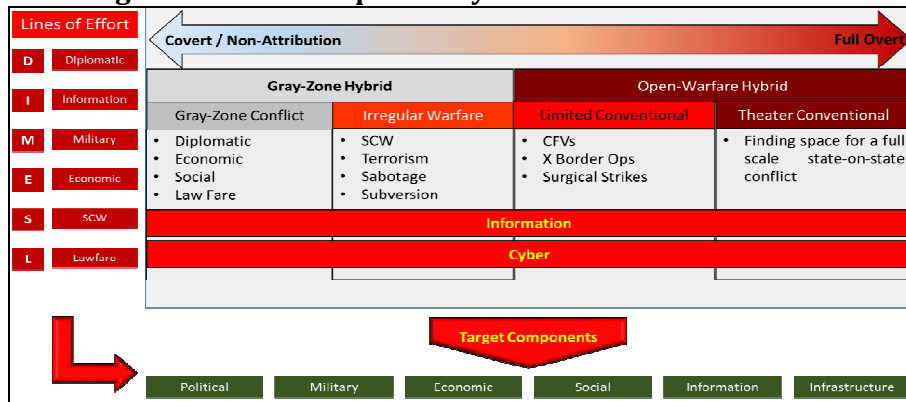 Lines of Effort
Covert / Non-Attribution
Full Overt
D Diplomatic
I Information
M Military
E Economic
S SCW
L Lawfare
Gray-Zone Hybrid
Open-Warfare Hybrid
Gray-Zone Conflict
Irregular Warfare
Limited Conventional
Theater Conventional
• Diplomatic
• Economic
• Social
• Law Fare
• SCW
• Terrorism
• Sabotage
• Subversion
• CFVs
• X Border Ops
• Surgical Strikes
• Finding space for a full
scale state-on-state
conflict
Information
Cyber
Target Components
Political
Military
Economic
Social
Information
Infrastructure